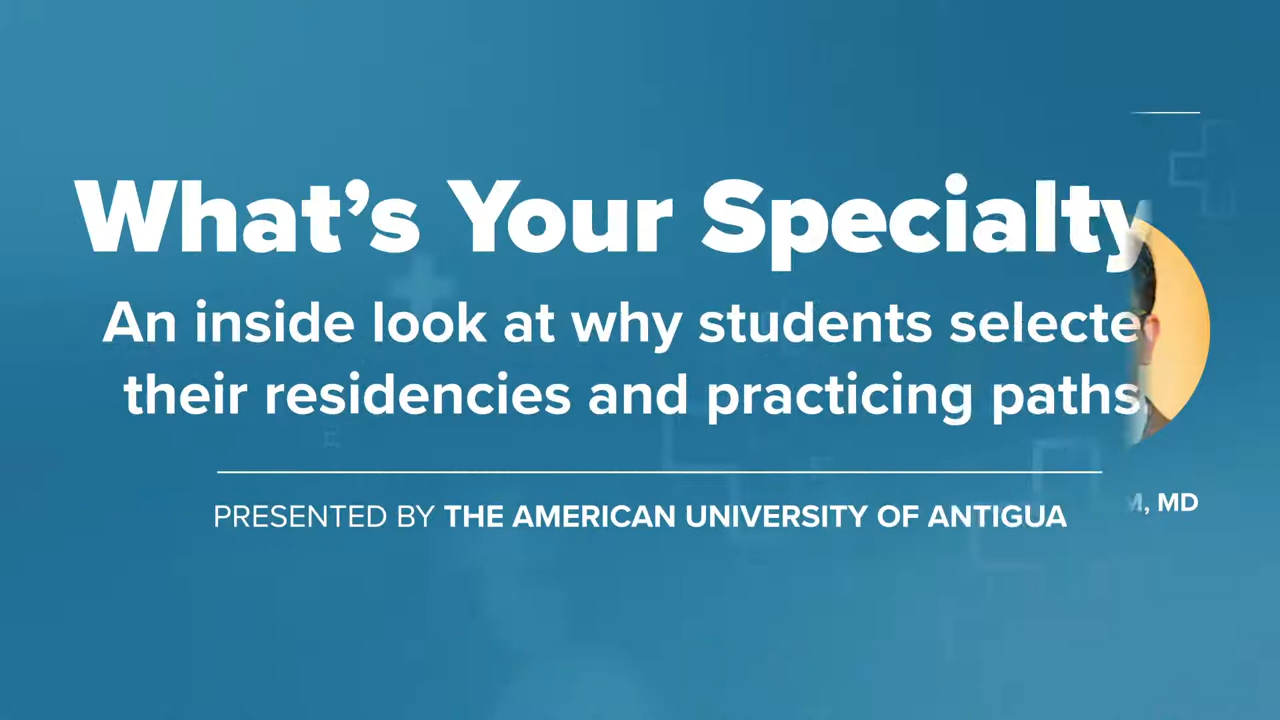 What's Your Specialty
An inside look at why students selecte
their residencies and practicing paths.
PRESENTED BY THE AMERICAN UNIVERSITY OF ANTIGUA
M, MD